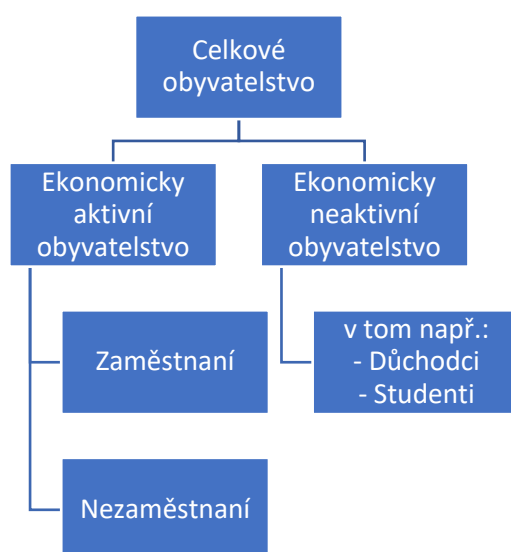 Celkové
obyvatelstvo
Ekonomicky
aktivní
obyvatelstvo
Ekonomicky
neaktivní
obyvatelstvo
Zaměstnaní
v tom např.:
- Důchodci
- Studenti
Nezaměstnaní